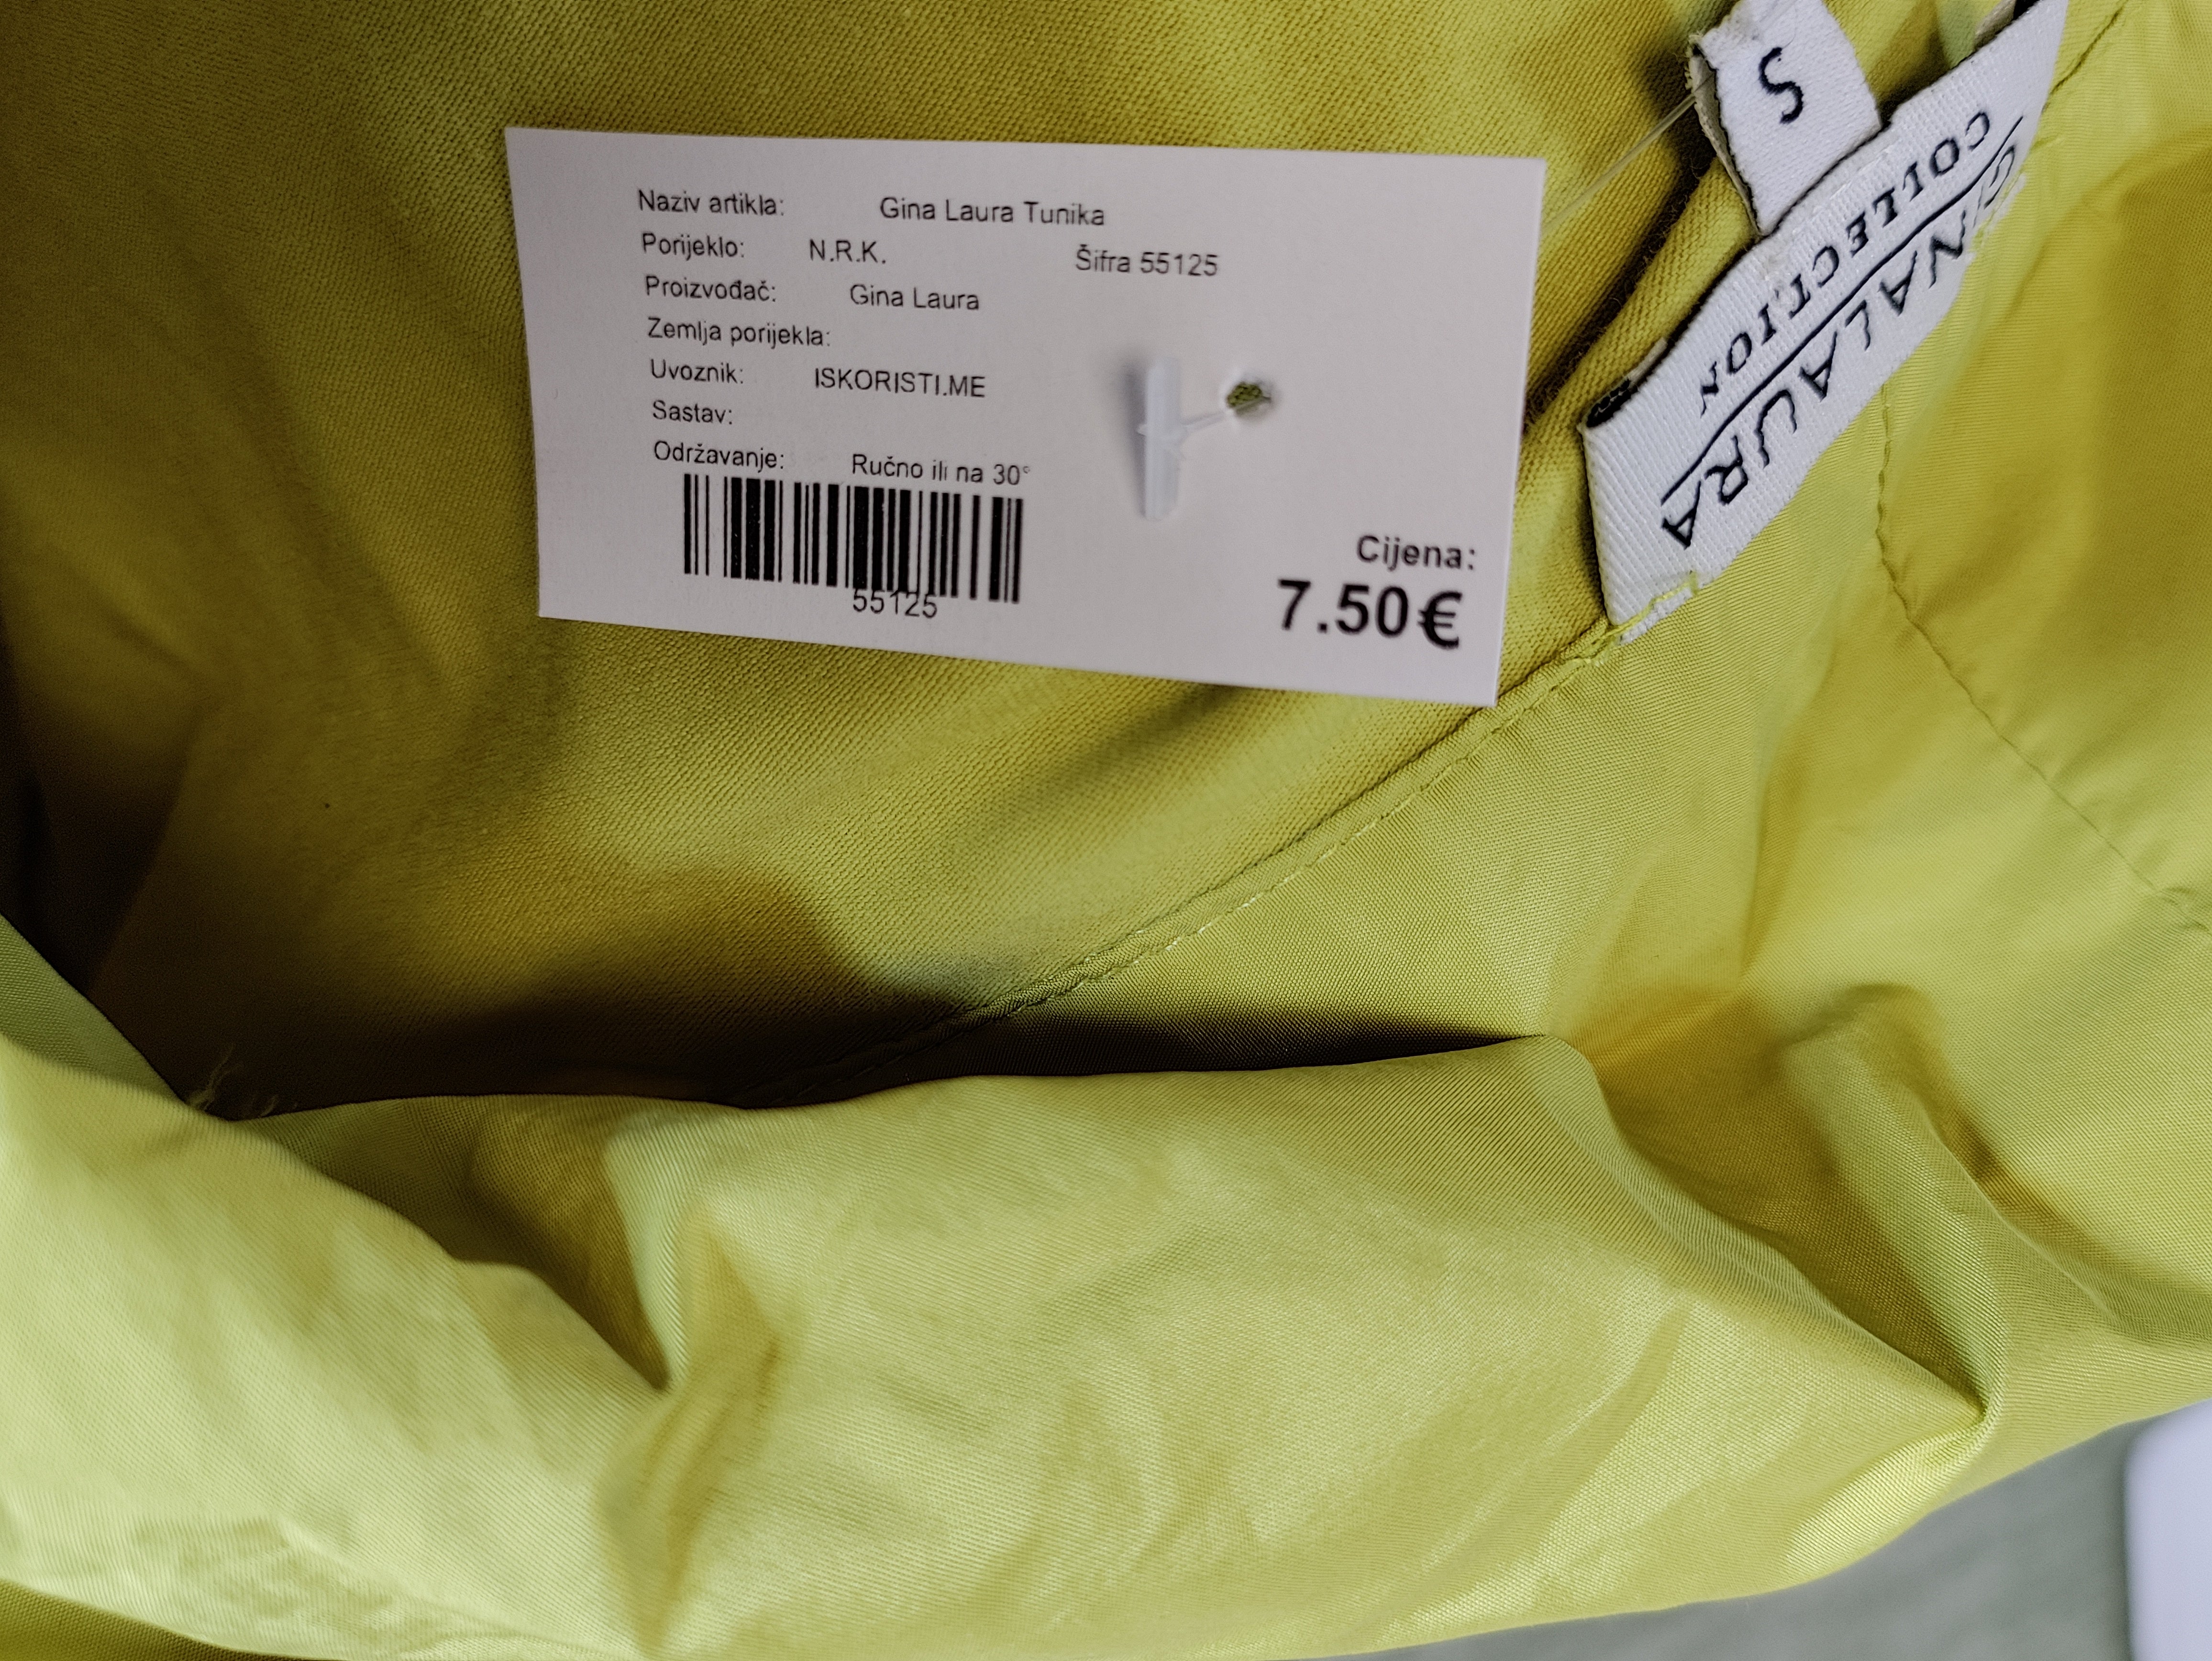 Naziv artikla: Gina Laura Tunika
Porijeklo: N.R.K. Šifra 55125
Proizvođač: Gina Laura
Zemlja porijekla:
Uvoznik: ISKORISTI.ME
Sastav:
Održavanje: Ručno ili na 30°
55125
Cijena:
7.50€
S
GINALAURA
COLLECTION